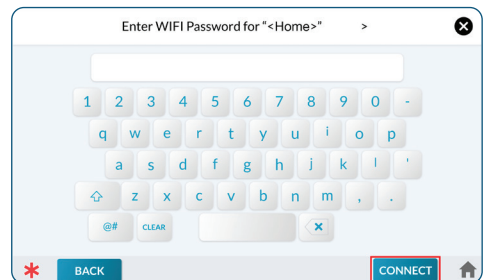 Enter WIFI Password for "<Home>" >
1 2 3 4 5 6 7 8 9 0 -
q w e r t y u i o p
a s d f g h j k l '
z x c v b n m , .
@# CLEAR
BACK CONNECT